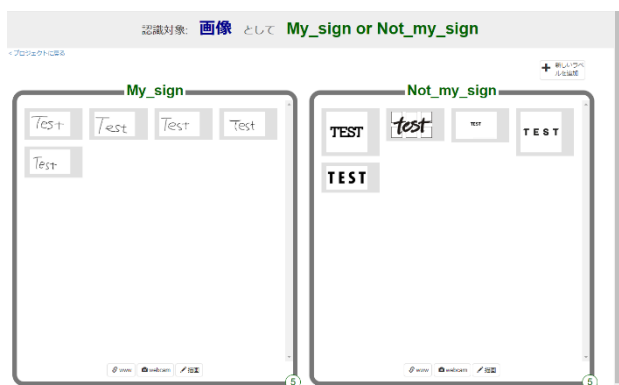 認識対象: 画像 として My_sign or Not_my_sign
<プロジェクトに戻る
+ 新しいラベ
ルを追加
My_sign
Test Test Test Test
Test
www webcam 描画
5
Not_my_sign
TEST test TEST TEST
TEST
www webcam 描画
5